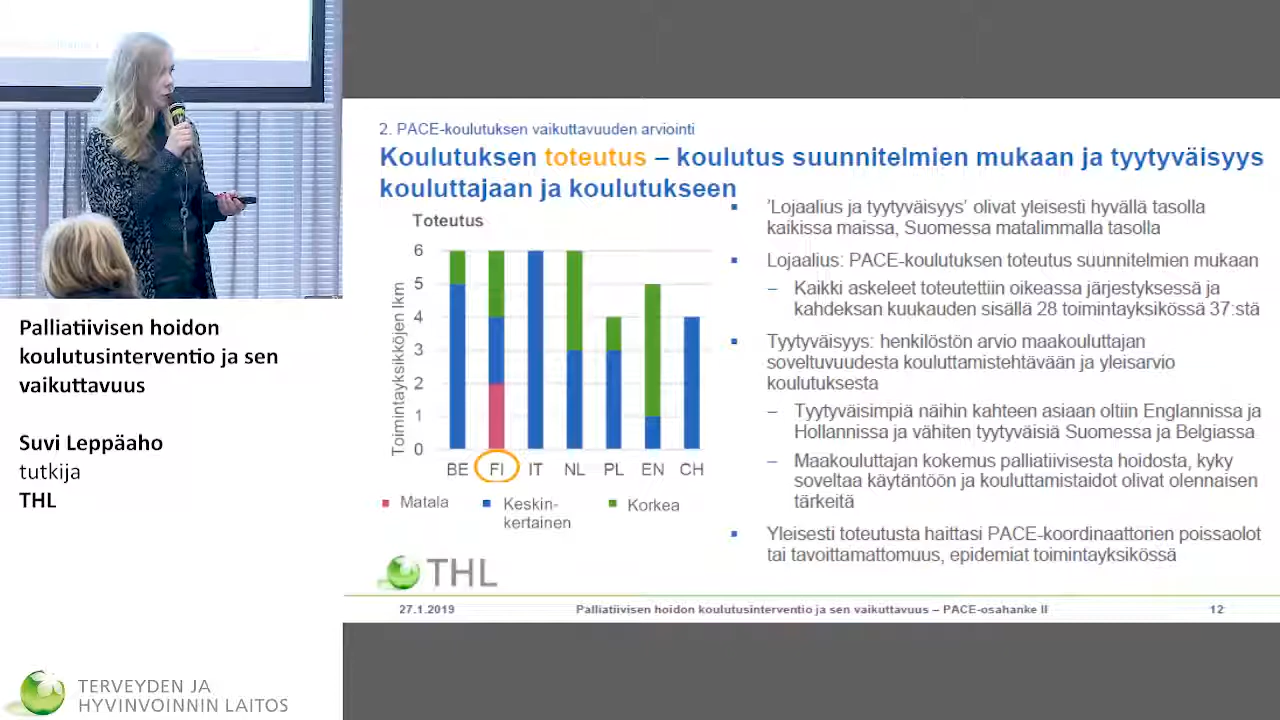 Palliatiivisen hoidon
koulutusinterventio ja sen
vaikuttavuus
Suvi Leppäaho
tutkija
THL
TERVEYDEN JA
HYVINVOINNIN LAITOS
2. PACE-koulutuksen vaikuttavuuden arviointi
Koulutuksen toteutus – koulutus suunnitelmien mukaan ja tyytyväisyys
kouluttajaan ja koulutukseen
Toteutus
Toimintayksikköjen lkm
6
5
4
3
2
1
0
BE FI IT NL PL EN CH
Matala
Keskin-
kertainen
Korkea
'Lojaalius ja tyytyväisyys' olivat yleisesti hyvällä tasolla
kaikissa maissa, Suomessa matalimmalla tasolla
Lojaalius: PACE-koulutuksen toteutus suunnitelmien mukaan
– Kaikki askeleet toteutettiin oikeassa järjestyksessä ja
kahdeksan kuukauden sisällä 28 toimintayksikössä 37:stä
Tyytyväisyys: henkilöstön arvio maakouluttajan
soveltuvuudesta kouluttamistehtävään ja yleisarvio
koulutuksesta
– Tyytyväisimpiä näihin kahteen asiaan oltiin Englannissa ja
Hollannissa ja vähiten tyytyväisiä Suomessa ja Belgiassa
– Maakouluttajan kokemus palliatiivisesta hoidosta, kyky
soveltaa käytäntöön ja kouluttamistaidot olivat olennaisen
tärkeitä
Yleisesti toteutusta haittasi PACE-koordinaattorien poissaolot
tai tavoittamattomuus, epidemiat toimintayksikössä
THL
27.1.2019
Palliatiivisen hoidon koulutusinterventio ja sen vaikuttavuus – PACE-osahanke II
12